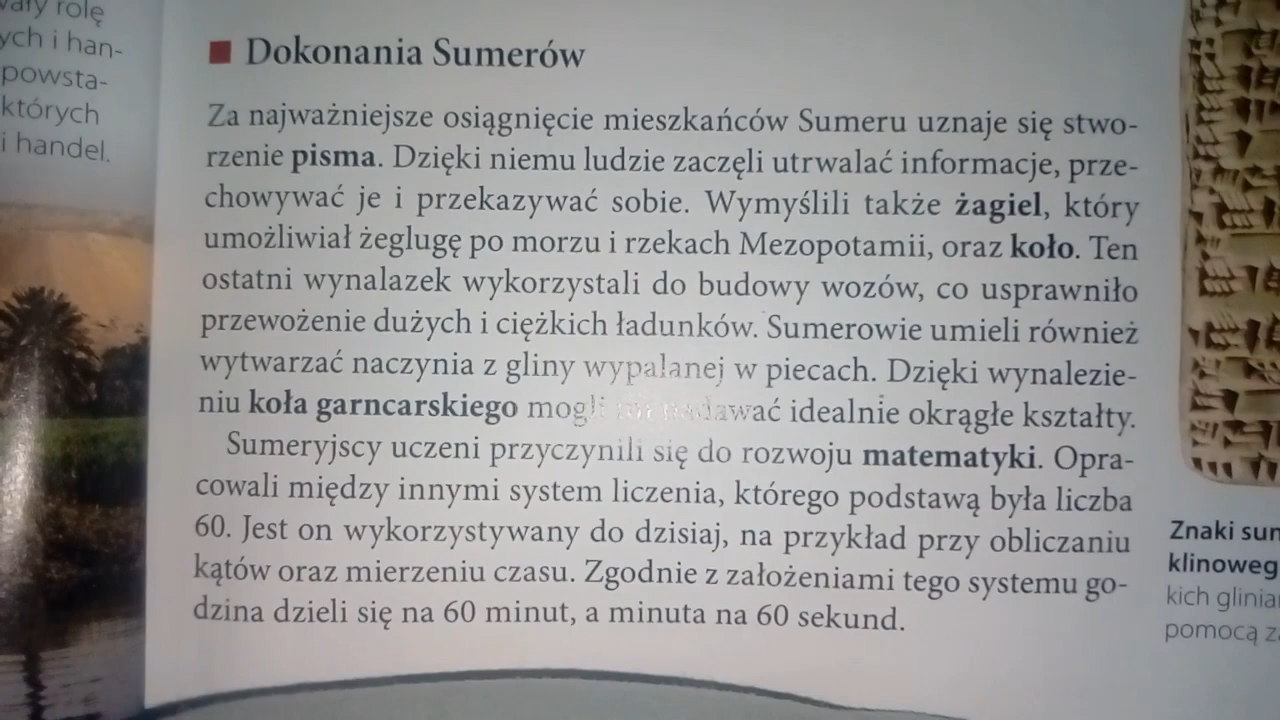 wały rolę
ych i han-
powsta-
których
i handel.
Dokonania Sumerów
Za najważniejsze osiągnięcie mieszkańców Sumeru uznaje się stwo-
rzenie pisma. Dzięki niemu ludzie zaczęli utrwalać informacje, prze-
chowywać je i przekazywać sobie. Wymyślili także żagiel, który
umożliwiał żeglugę po morzu i rzekach Mezopotamii, oraz koło. Ten
ostatni wynalazek wykorzystali do budowy wozów, co usprawniło
przewożenie dużych i ciężkich ładunków. Sumerowie umieli również
wytwarzać naczynia z gliny wypalanej w piecach. Dzięki wynalezie-
niu koła garncarskiego mogli nadawać idealnie okrągłe kształty.
Sumeryjscy uczeni przyczynili się do rozwoju matematyki. Opra-
cowali między innymi system liczenia, którego podstawą była liczba
60. Jest on wykorzystywany do dzisiaj, na przykład przy obliczaniu
kątów oraz mierzeniu czasu. Zgodnie z założeniami tego systemu go-
dzina dzieli się na 60 minut, a minuta na 60 sekund.
Znaki sum
klinoweg
kich glinia
pomocą za